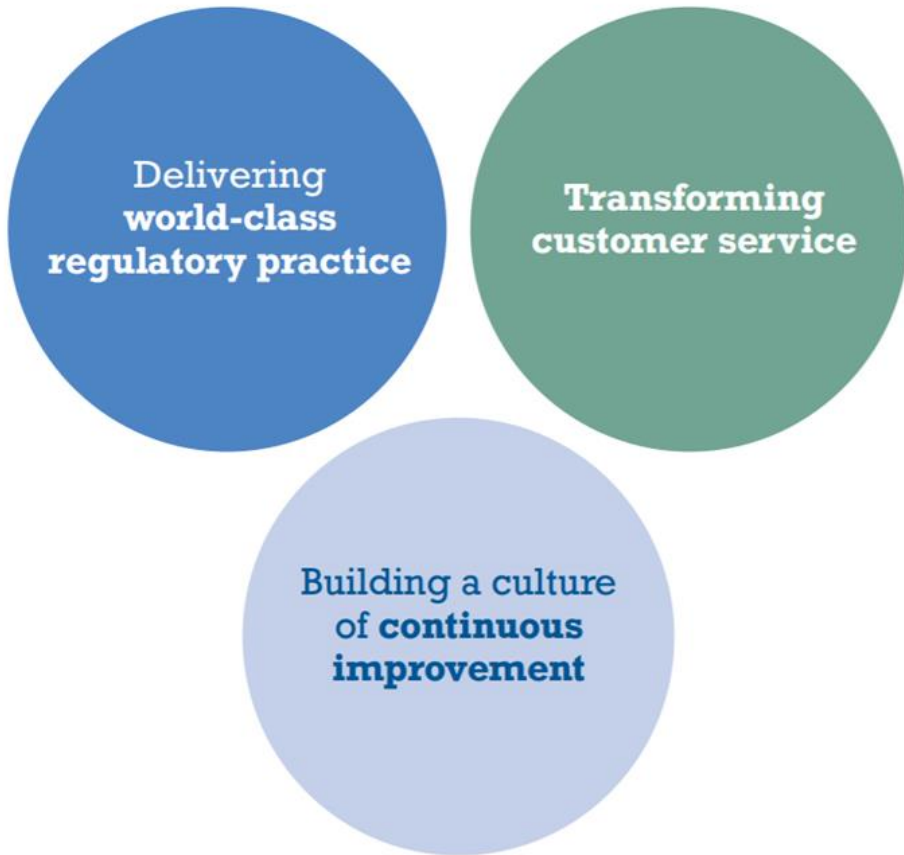 Delivering
world-class
regulatory practice
Transforming
customer service
Building a culture
of continuous
improvement